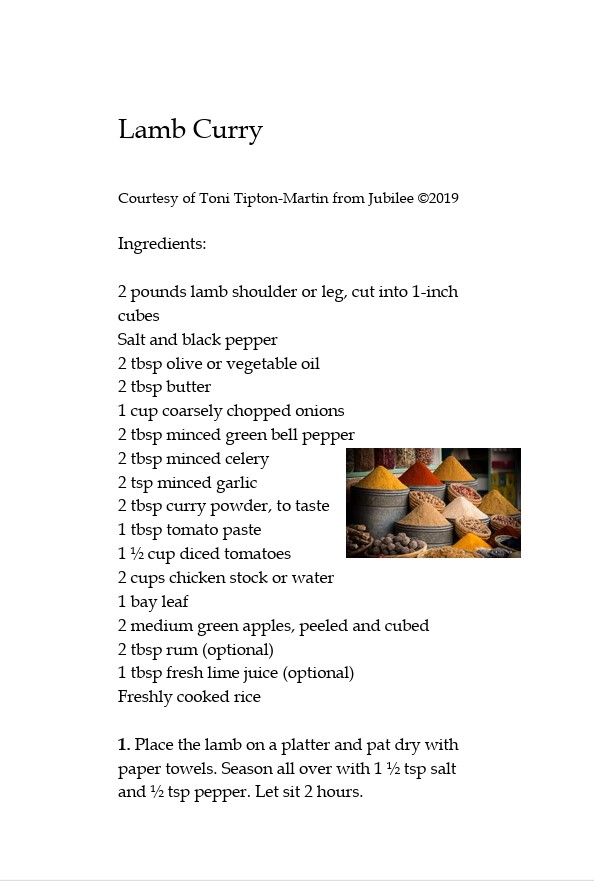 Lamb Curry
Courtesy of Toni Tipton-Martin from Jubilee ©2019
Ingredients:
2 pounds lamb shoulder or leg, cut into 1-inch
cubes
Salt and black pepper
2 tbsp olive or vegetable oil
2 tbsp butter
1 cup coarsely chopped onions
2 tbsp minced green bell pepper
2 tbsp minced celery
2 tsp minced garlic
2 tbsp curry powder, to taste
1 tbsp tomato paste
1 ½ cup diced tomatoes
2 cups chicken stock or water
1 bay leaf
2 medium green apples, peeled and cubed
2 tbsp rum (optional)
1 tbsp fresh lime juice (optional)
Freshly cooked rice
1. Place the lamb on a platter and pat dry with
paper towels. Season all over with 1 ½ tsp salt
and ½ tsp pepper. Let sit 2 hours.